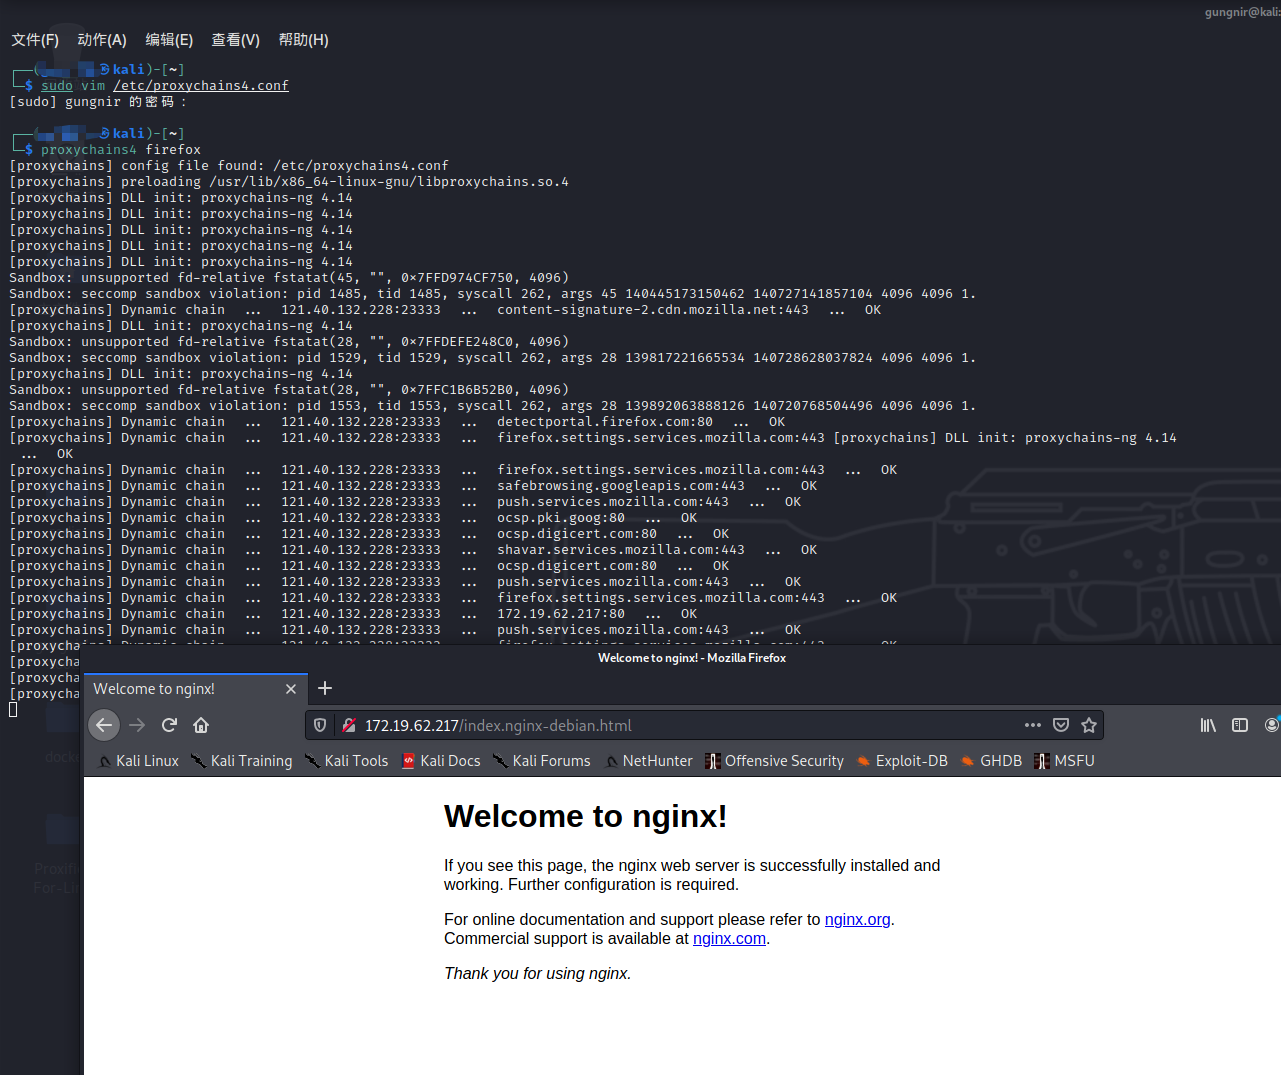 gungnir@kali:
文件(F) 动作(A) 编辑(E) 查看(V) 帮助(H)
kali)-[~]
$ sudo vim /etc/proxychains4.conf
[sudo] gungnir 的密码：
kali)-[~]
$ proxychains4 firefox
[proxychains] config file found: /etc/proxychains4.conf
[proxychains] preloading /usr/lib/x86_64-linux-gnu/libproxychains.so.4
[proxychains] DLL init: proxychains-ng 4.14
[proxychains] DLL init: proxychains-ng 4.14
[proxychains] DLL init: proxychains-ng 4.14
[proxychains] DLL init: proxychains-ng 4.14
[proxychains] DLL init: proxychains-ng 4.14
Sandbox: unsupported fd-relative fstatat(45, "", 0×7FFD974CF750, 4096)
Sandbox: seccomp sandbox violation: pid 1485, tid 1485, syscall 262, args 45 140445173150462 140727141857104 4096 4096 1.
[proxychains] Dynamic chain ... 121.40.132.228:23333 ... content-signature-2.cdn.mozilla.net:443 ... OK
[proxychains] DLL init: proxychains-ng 4.14
Sandbox: unsupported fd-relative fstatat(28, "", 0×7FFDEFE248C0, 4096)
Sandbox: seccomp sandbox violation: pid 1529, tid 1529, syscall 262, args 28 139817221665534 140728628037824 4096 4096 1.
[proxychains] DLL init: proxychains-ng 4.14
Sandbox: unsupported fd-relative fstatat(28, "", 0×7FFC1B6B52B0, 4096)
Sandbox: seccomp sandbox violation: pid 1553, tid 1553, syscall 262, args 28 139892063888126 140720768504496 4096 4096 1.
[proxychains] Dynamic chain ... 121.40.132.228:23333 ... detectportal.firefox.com:80 ... OK
[proxychains] Dynamic chain ... 121.40.132.228:23333 ... firefox.settings.services.mozilla.com:443 [proxychains] DLL init: proxychains-ng 4.14
... OK
[proxychains] Dynamic chain ... 121.40.132.228:23333 ... firefox.settings.services.mozilla.com:443 ... OK
[proxychains] Dynamic chain ... 121.40.132.228:23333 ... safebrowsing.googleapis.com:443 ... OK
[proxychains] Dynamic chain ... 121.40.132.228:23333 ... push.services.mozilla.com:443 ... OK
[proxychains] Dynamic chain ... 121.40.132.228:23333 ... ocsp.pki.goog:80 ... OK
[proxychains] Dynamic chain ... 121.40.132.228:23333 ... ocsp.digicert.com:80 ... OK
[proxychains] Dynamic chain ... 121.40.132.228:23333 ... shavar.services.mozilla.com:443 ... OK
[proxychains] Dynamic chain ... 121.40.132.228:23333 ... ocsp.digicert.com:80 ... OK
[proxychains] Dynamic chain ... 121.40.132.228:23333 ... push.services.mozilla.com:443 ... OK
[proxychains] Dynamic chain ... 121.40.132.228:23333 ... firefox.settings.services.mozilla.com:443 ... OK
[proxychains] Dynamic chain ... 121.40.132.228:23333 ... 172.19.62.217:80 ... OK
[proxychains] Dynamic chain ... 121.40.132.228:23333 ... push.services.mozilla.com:443 ... OK
[proxychains] Dynamic chain ... 121.40.132.228:23333 ... firefox.settings.services.mozilla.com:443 ... OK
[proxycha
[proxycha
[proxycha
Welcome to nginx! - Mozilla Firefox
Welcome to nginx!
172.19.62.217/index.nginx-debian.html
Kali Linux Kali Training Kali Tools Kali Docs Kali Forums NetHunter Offensive Security Exploit-DB GHDB MSFU
docke
Proxifi
For-Li
Welcome to nginx!
If you see this page, the nginx web server is successfully installed and
working. Further configuration is required.
For online documentation and support please refer to nginx.org.
Commercial support is available at nginx.com.
Thank you for using nginx.